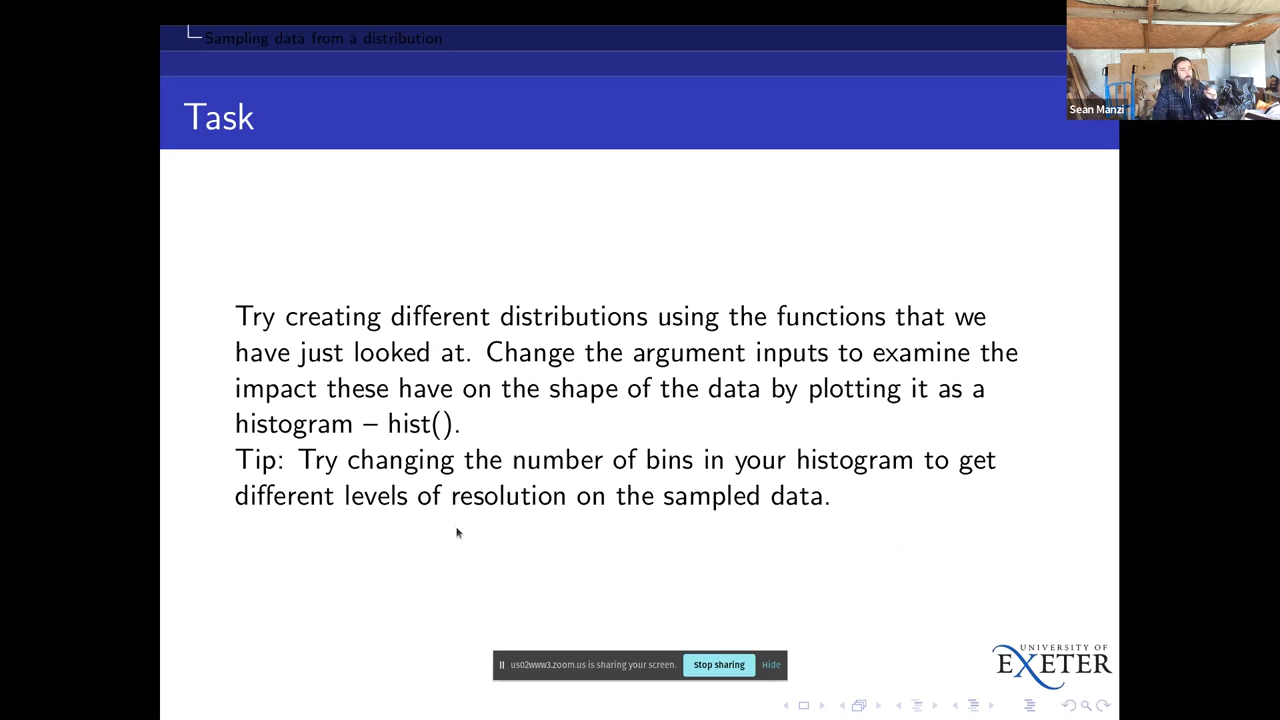 Sampling data from a distribution
Sean Manzi
Task
Try creating different distributions using the functions that we
have just looked at. Change the argument inputs to examine the
impact these have on the shape of the data by plotting it as a
histogram – hist().
Tip: Try changing the number of bins in your histogram to get
different levels of resolution on the sampled data.
us02www3.zoom.us is sharing your screen. Stop sharing Hide
UNIVERSITY OF
EXETER